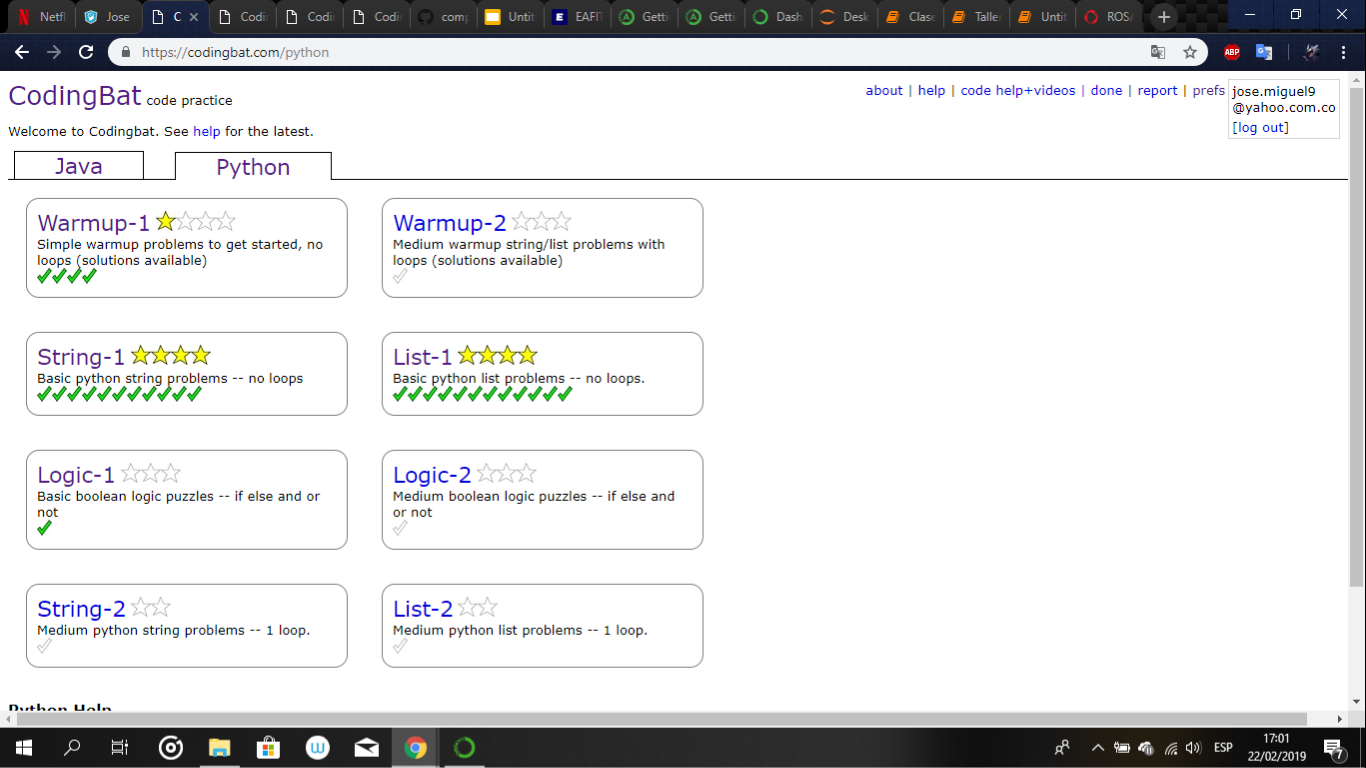 Netfl
Jose
C
Codi
Codi
Codi
comp
Untit
EAFIT
Getti
Getti
Dash
Desk
Clase
Taller
Untit
ROSA
https://codingbat.com/python
CodingBat code practice
about | help | code help+videos | done | report | prefs
jose.miguel9
@yahoo.com.co
[log out]
Welcome to Codingbat. See help for the latest.
Java
Python
Warmup-1
Simple warmup problems to get started, no
loops (solutions available)
Warmup-2
Medium warmup string/list problems with
loops (solutions available)
String-1
Basic python string problems -- no loops
List-1
Basic python list problems -- no loops.
Logic-1
Basic boolean logic puzzles -- if else and or
not
Logic-2
Medium boolean logic puzzles -- if else and
or not
String-2
Medium python string problems -- 1 loop.
List-2
Medium python list problems -- 1 loop.
Python Help
ESP
17:01
22/02/2019
7